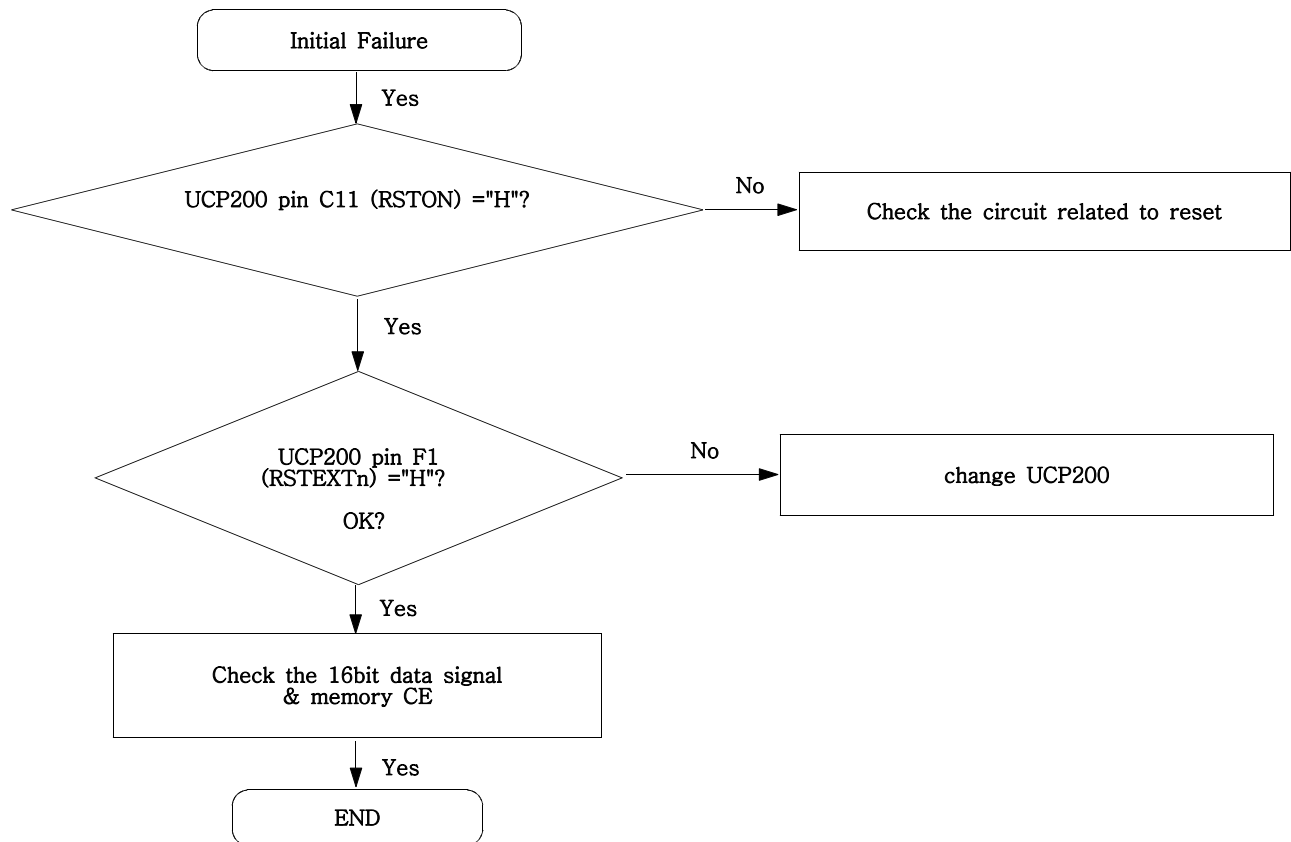 Initial Failure
Yes
UCP200 pin C11 (RSTON) ="H"?
No
Check the circuit related to reset
Yes
UCP200 pin F1
(RSTEXTn) ="H"?
OK?
No
change UCP200
Yes
Check the 16bit data signal
& memory CE
Yes
END